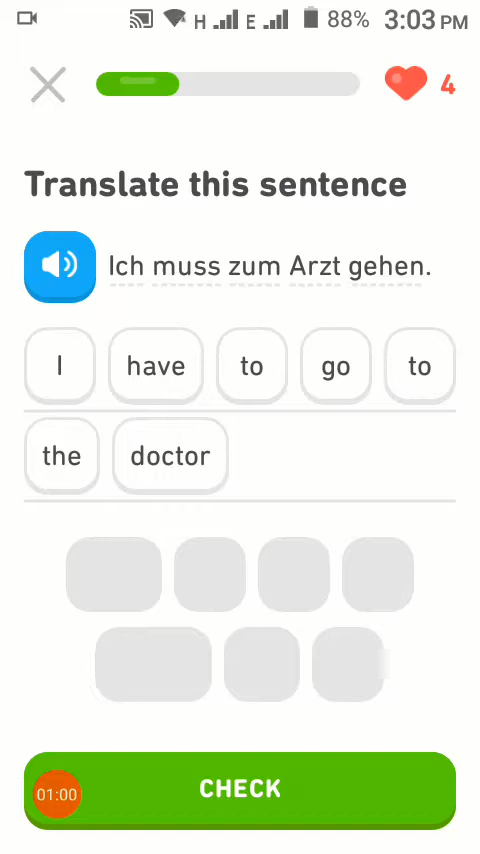 H E 88% 3:03 PM
4
Translate this sentence
Ich muss zum Arzt gehen.
I have to go to
the doctor
CHECK
01:00